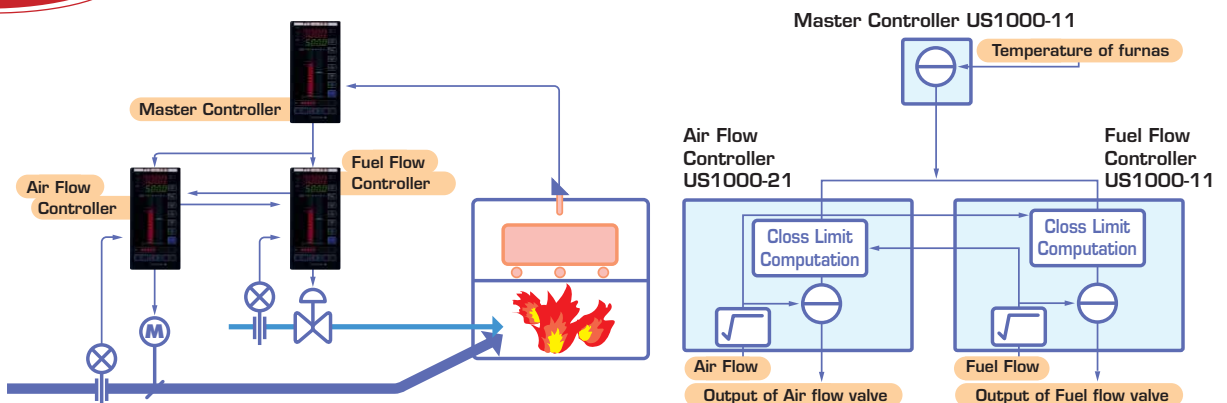 Master Controller
Air Flow
Controller
Fuel Flow
Controller
M
Master Controller US1000-11
Temperature of furnas
Air Flow
Controller
US1000-21
Fuel Flow
Controller
US1000-11
Closs Limit
Computation
Closs Limit
Computation
√
√
Air Flow
Fuel Flow
Output of Air flow valve
Output of Fuel flow valve